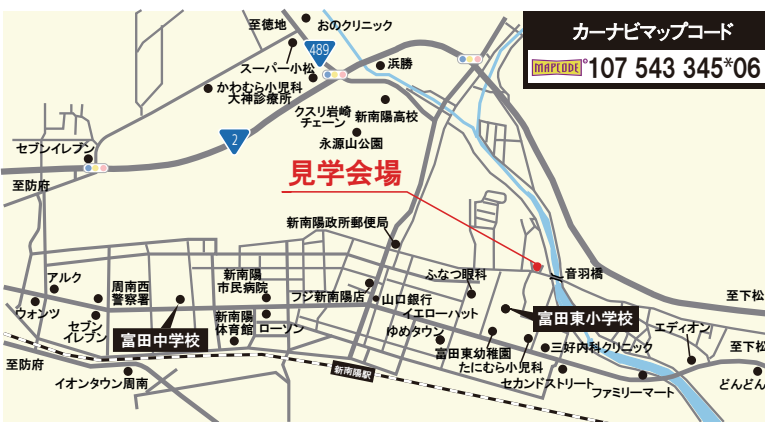 至徳地
おのクリニック
カーナビマップコード
MAPCODE 107 543 345*06
489
スーパー小松
浜勝
かわむら小児科
大神診療所
クスリ岩崎
チェーン
新南陽高校
永源山公園
2
セブンイレブン
至防府
見学会場
新南陽政所郵便局
音羽橋
アルク
周南西
警察署
新南陽
市民病院
フジ新南陽店
山口銀行
ふなつ眼科
至下松
ウォンツ
セブン
イレブン
富田中学校
新南陽
体育館
ローソン
イエローハット
ゆめタウン
富田東小学校
エディオン
富田東幼稚園
三好内科クリニック
至下松
たにむら小児科
至防府
イオンタウン周南
新南陽駅
セカンドストリート
ファミリーマート
どんどん